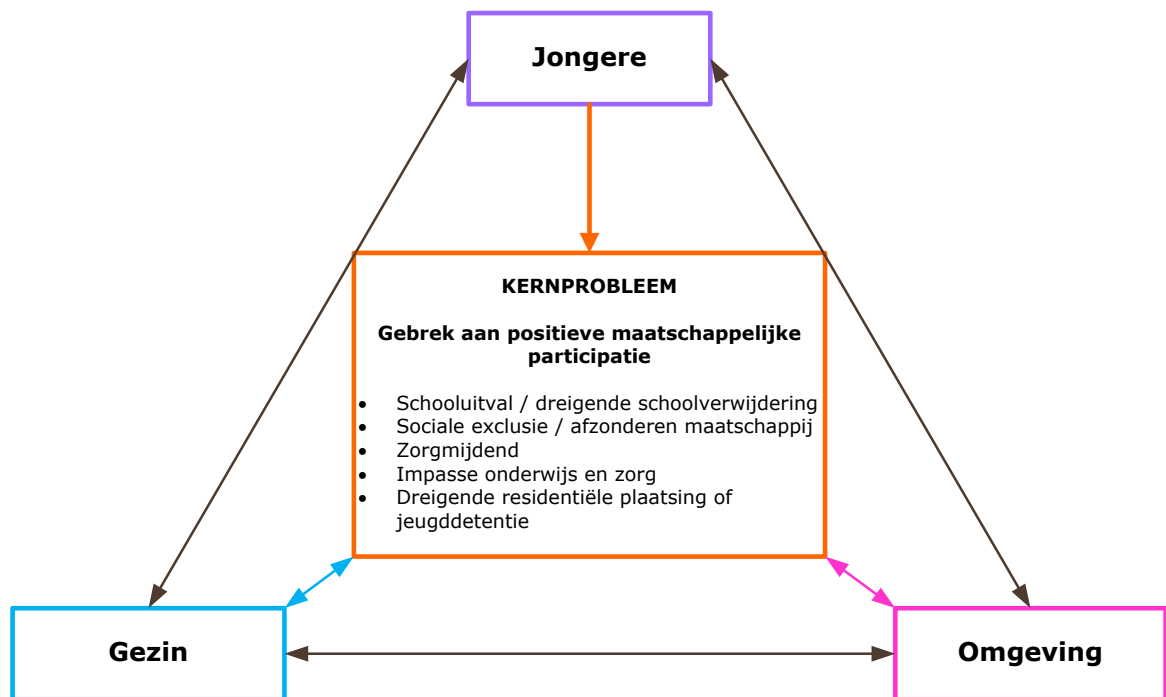 Jongere
KERNPROBLEEM
Gebrek aan positieve maatschappelijke
participatie
• Schooluitval / dreigende schoolverwijdering
• Sociale exclusie / afzonderen maatschappij
• Zorgmijdend
• Impasse onderwijs en zorg
• Dreigende residentiële plaatsing of
jeugddetentie
Gezin
Omgeving